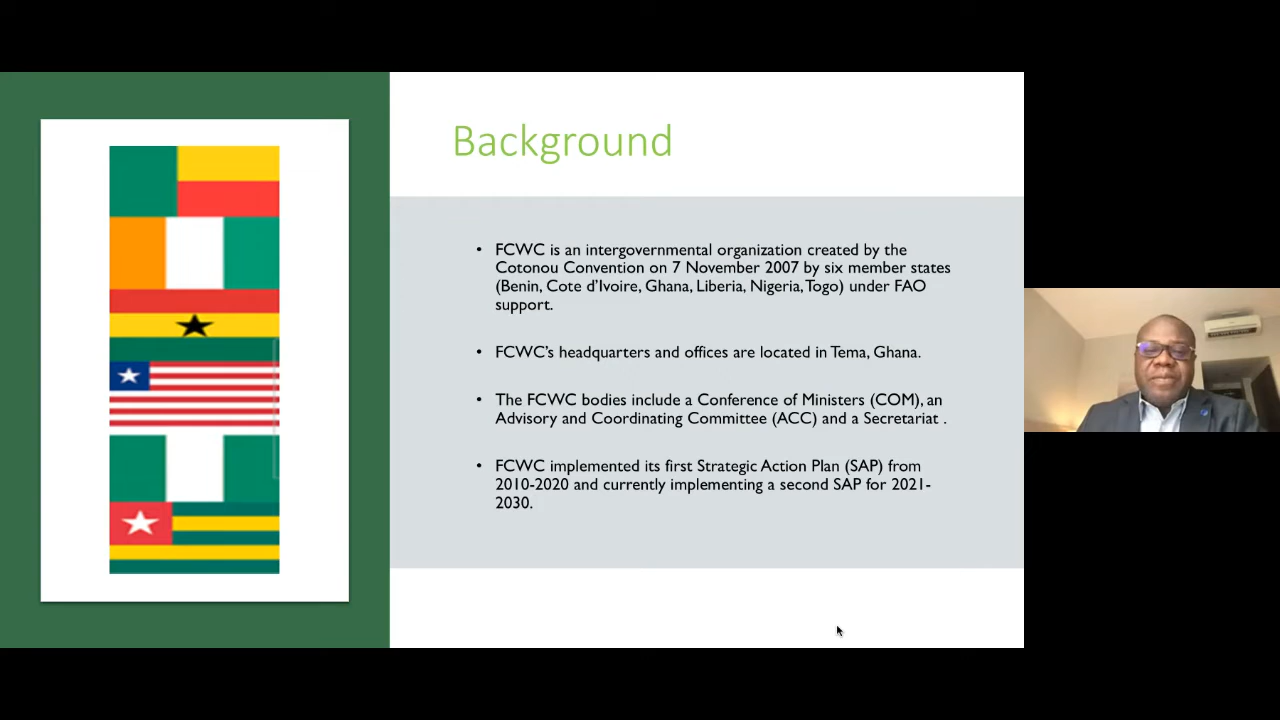 Background
• FCWC is an intergovernmental organization created by the
Cotonou Convention on 7 November 2007 by six member states
(Benin, Cote d’Ivoire, Ghana, Liberia, Nigeria, Togo) under FAO
support.
• FCWC’s headquarters and offices are located in Tema, Ghana.
• The FCWC bodies include a Conference of Ministers (COM), an
Advisory and Coordinating Committee (ACC) and a Secretariat .
• FCWC implemented its first Strategic Action Plan (SAP) from
2010-2020 and currently implementing a second SAP for 2021-
2030.